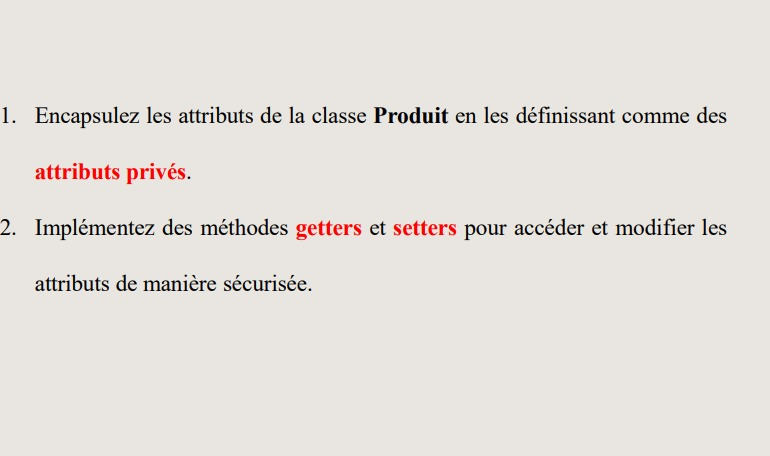 1. Encapsulez les attributs de la classe Produit en les définissant comme des
attributs privés.
2. Implémentez des méthodes getters et setters pour accéder et modifier les
attributs de manière sécurisée.